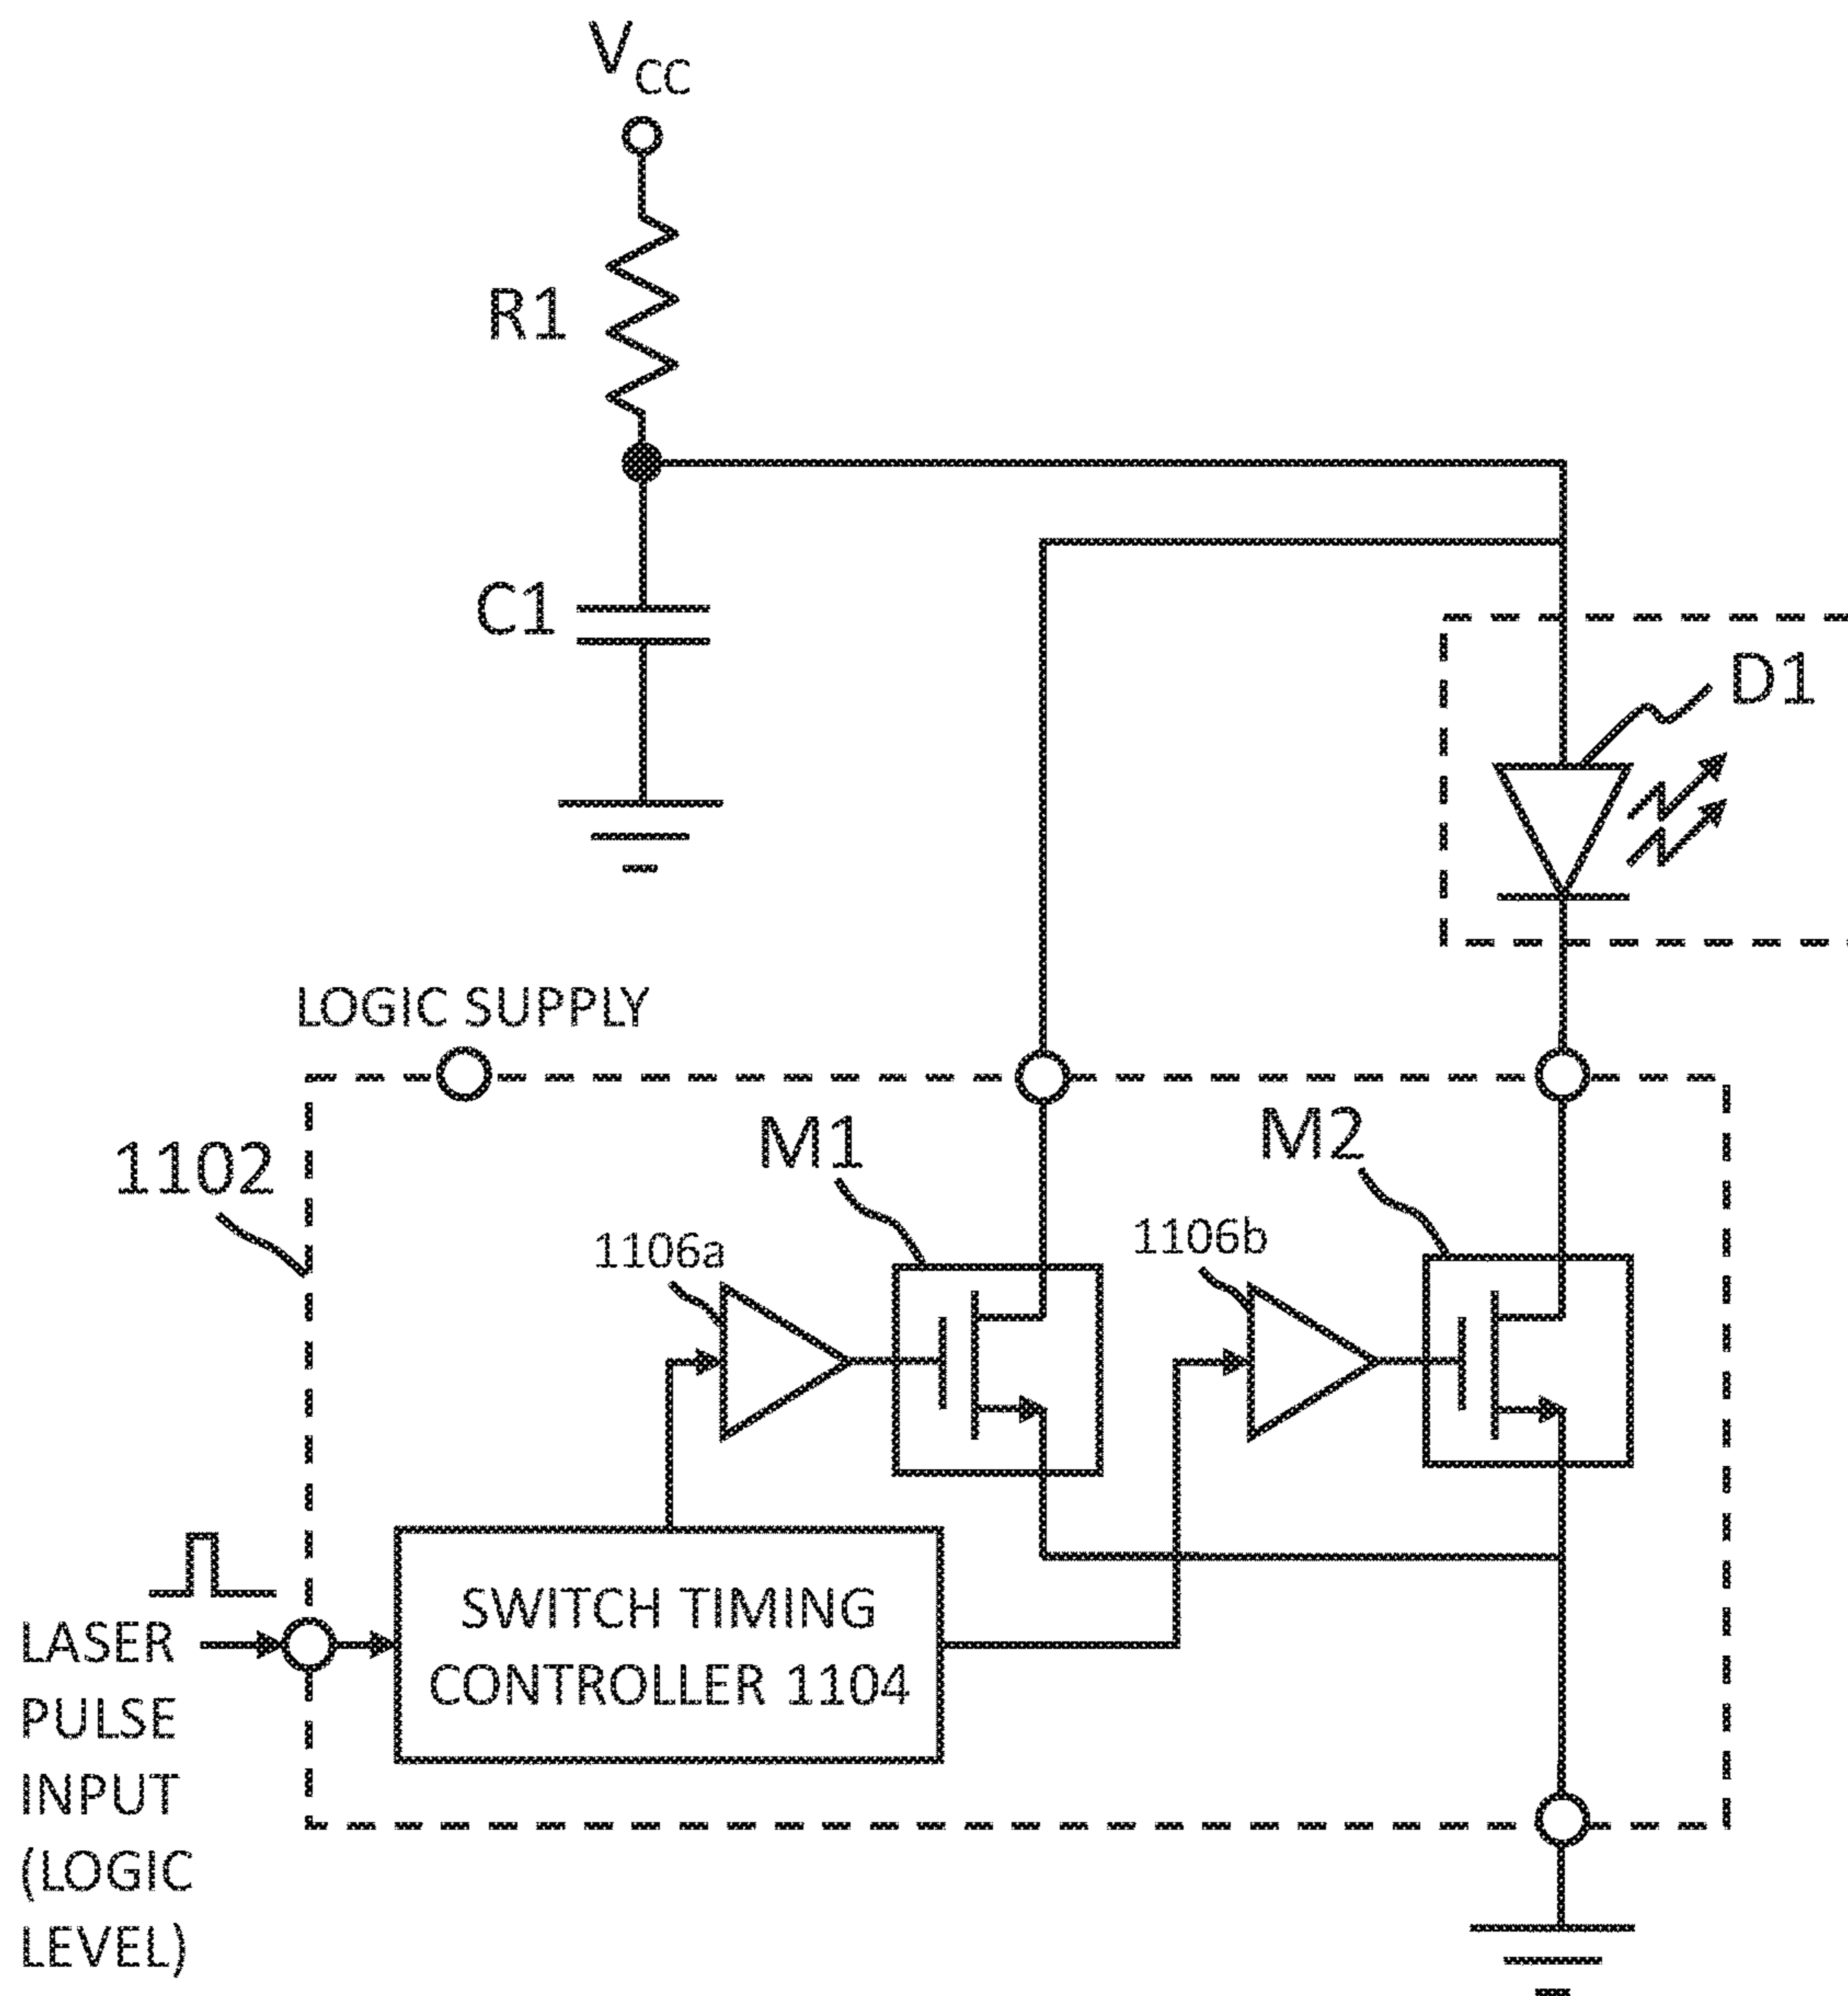 VCC
R1
C1
D1
LOGIC SUPPLY
1102
M1
M2
1106a
1106b
SWITCH TIMING
CONTROLLER 1104
LASER
PULSE
INPUT
(LOGIC
LEVEL)